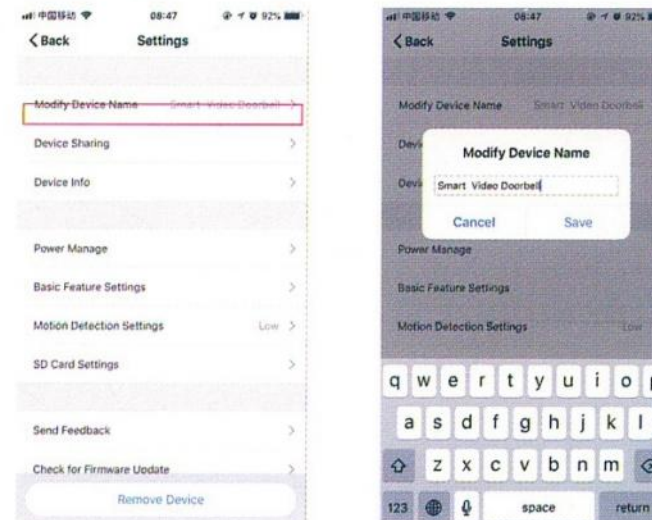 中国移动 08:47 92%
Back Settings
Modify Device Name Smart Video Doorbell
Device Sharing
Device Info
Power Manage
Basic Feature Settings
Motion Detection Settings Low
SD Card Settings
Send Feedback
Check for Firmware Update
Remove Device
中国移动 08:47 92%
Back Settings
Modify Device Name Smart Video Doorbell
Modify Device Name
Smart Video Doorbell
Cancel Save
Power Manage
Basic Feature Settings
Motion Detection Settings Low
q w e r t y u i o p
a s d f g h j k l
z x c v b n m
123 space return